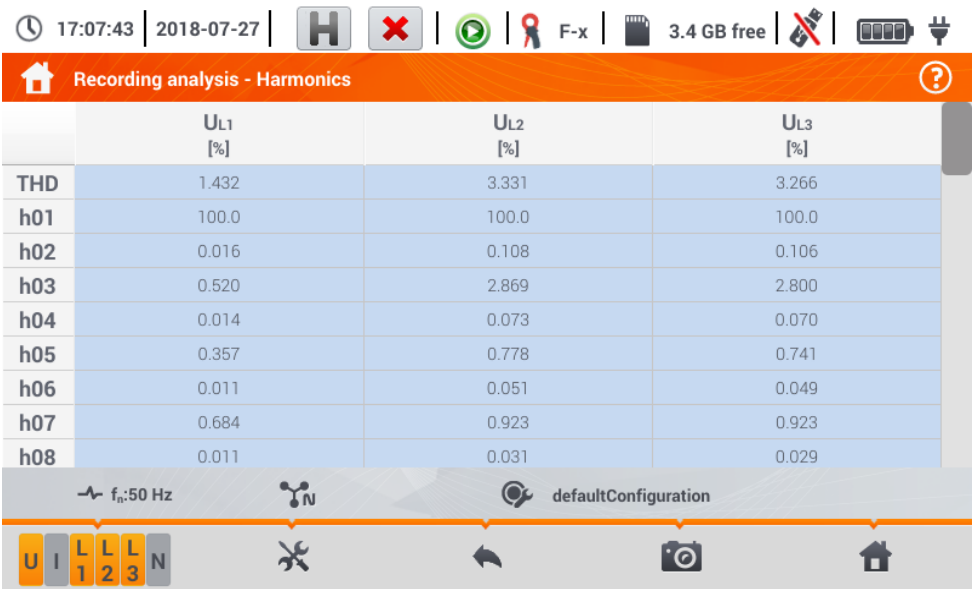 17:07:43 2018-07-27 H F-x 3.4 GB free
Recording analysis - Harmonics ?
UL1 UL2 UL3
[%] [%] [%]
THD 1.432 3.331 3.266
h01 100.0 100.0 100.0
h02 0.016 0.108 0.106
h03 0.520 2.869 2.800
h04 0.014 0.073 0.070
h05 0.357 0.778 0.741
h06 0.011 0.051 0.049
h07 0.684 0.923 0.923
h08 0.011 0.031 0.029
fn:50 Hz N defaultConfiguration
U I L1 L2 L3 N